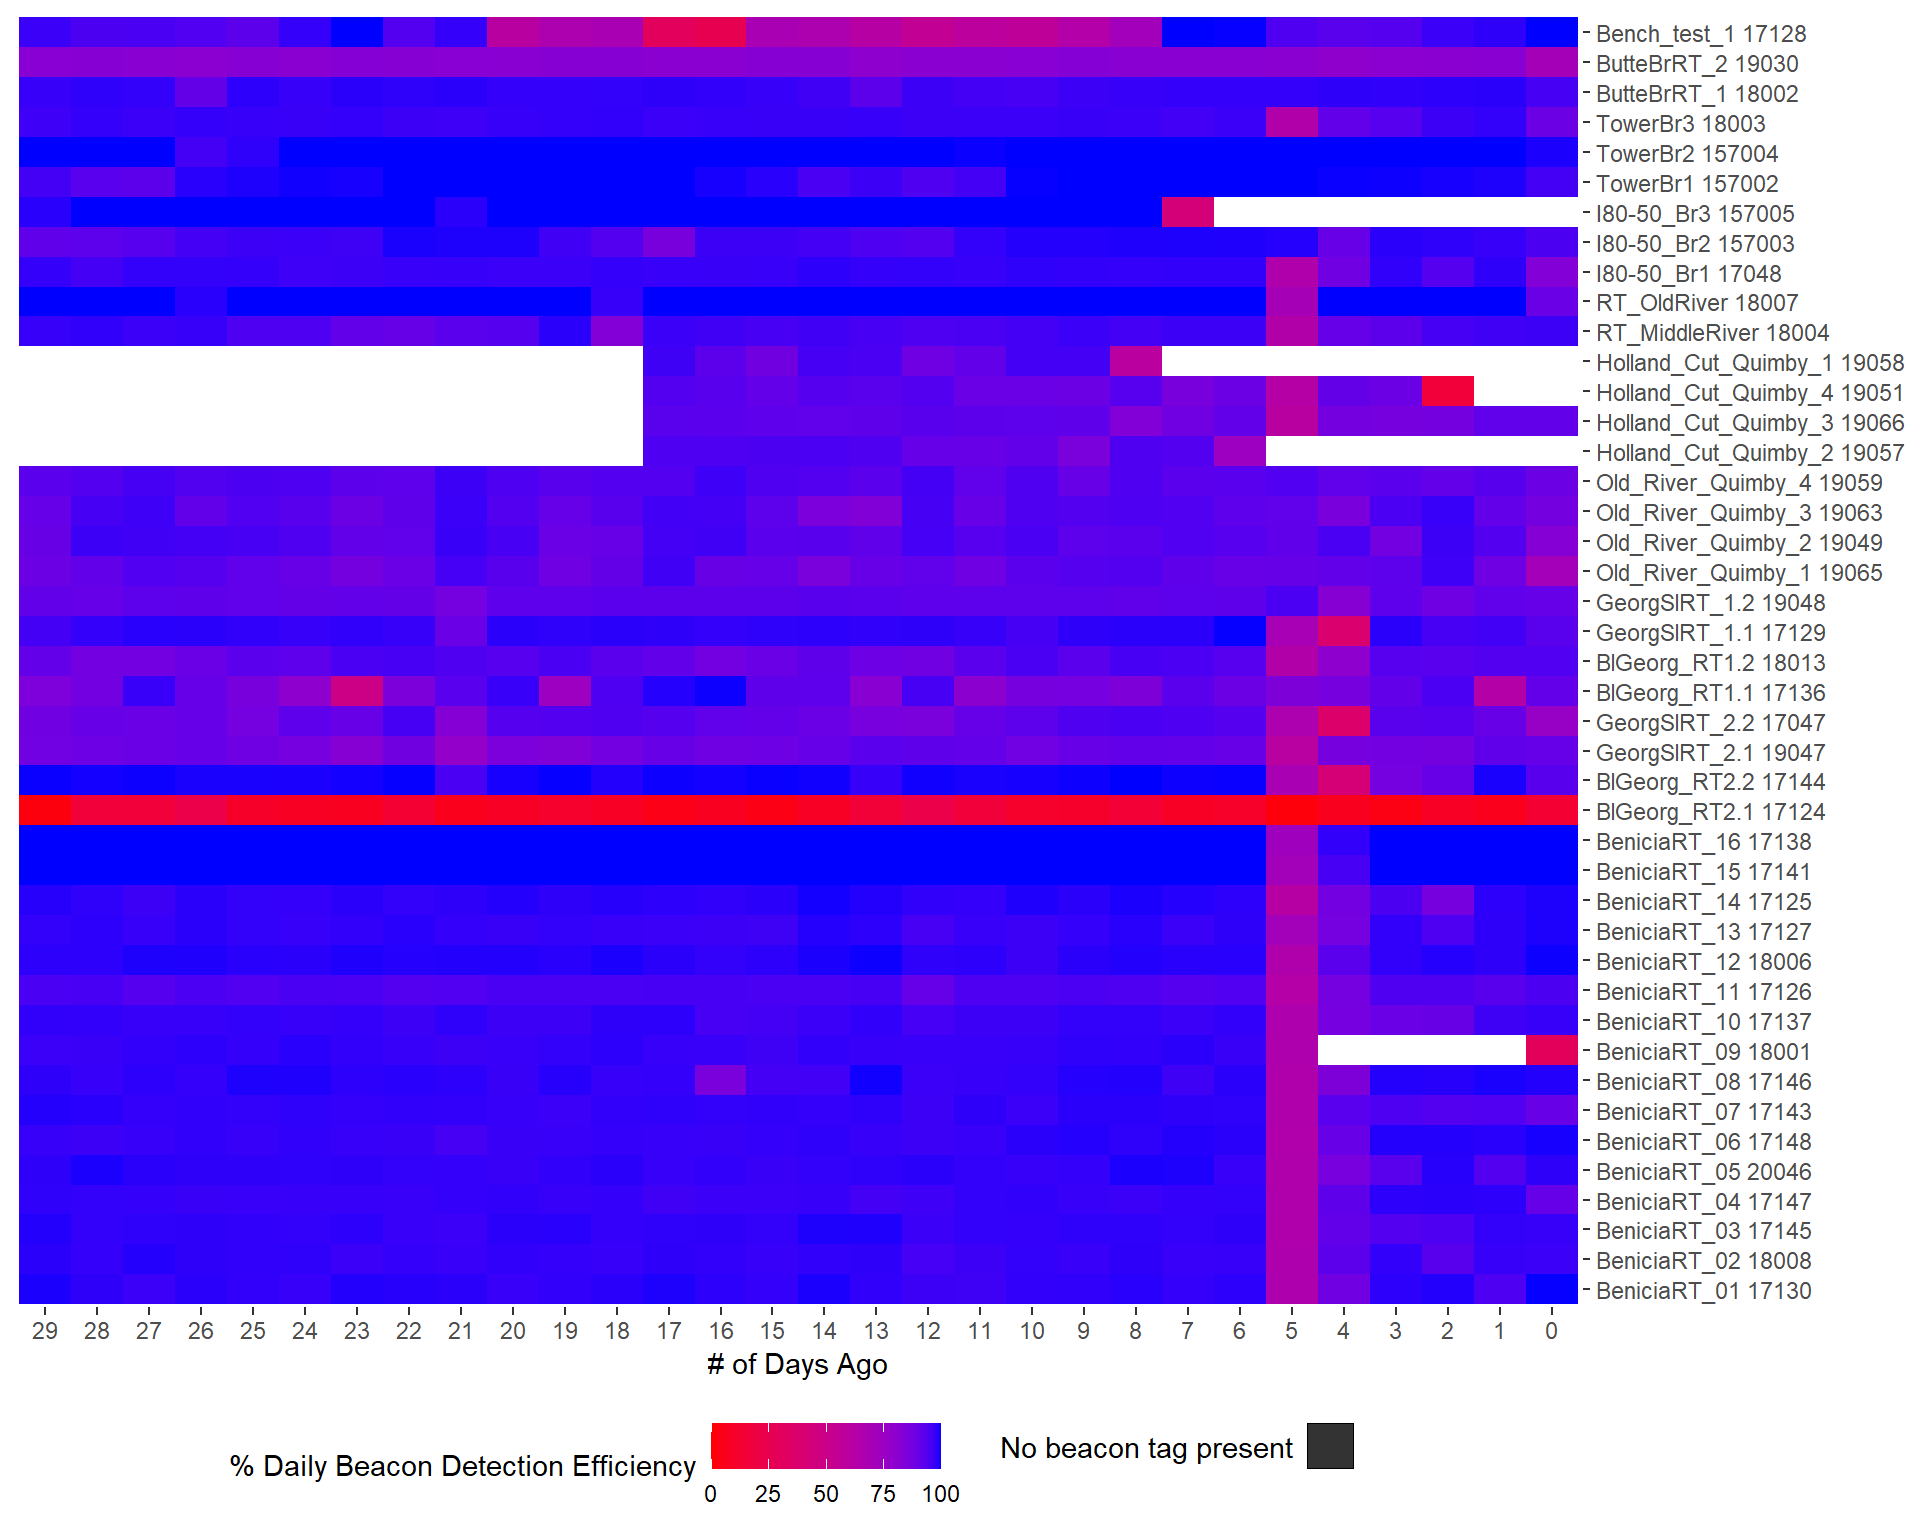 Bench_test_1 17128
ButteBrRT_2 19030
ButteBrRT_1 18002
TowerBr3 18003
TowerBr2 157004
TowerBr1 157002
I80-50_Br3 157005
I80-50_Br2 157003
I80-50_Br1 17048
RT_OldRiver 18007
RT_MiddleRiver 18004
Holland_Cut_Quimby_1 19058
Holland_Cut_Quimby_4 19051
Holland_Cut_Quimby_3 19066
Holland_Cut_Quimby_2 19057
Old_River_Quimby_4 19059
Old_River_Quimby_3 19063
Old_River_Quimby_2 19049
Old_River_Quimby_1 19065
GeorgSlRT_1.2 19048
GeorgSlRT_1.1 17129
BlGeorg_RT1.2 18013
BlGeorg_RT1.1 17136
GeorgSlRT_2.2 17047
GeorgSlRT_2.1 19047
BlGeorg_RT2.2 17144
BlGeorg_RT2.1 17124
BeniciaRT_16 17138
BeniciaRT_15 17141
BeniciaRT_14 17125
BeniciaRT_13 17127
BeniciaRT_12 18006
BeniciaRT_11 17126
BeniciaRT_10 17137
BeniciaRT_09 18001
BeniciaRT_08 17146
BeniciaRT_07 17143
BeniciaRT_06 17148
BeniciaRT_05 20046
BeniciaRT_04 17147
BeniciaRT_03 17145
BeniciaRT_02 18008
BeniciaRT_01 17130
29 28 27 26 25 24 23 22 21 20 19 18 17 16 15 14 13 12 11 10 9 8 7 6 5 4 3 2 1 0
# of Days Ago
% Daily Beacon Detection Efficiency
0 25 50 75 100
No beacon tag present